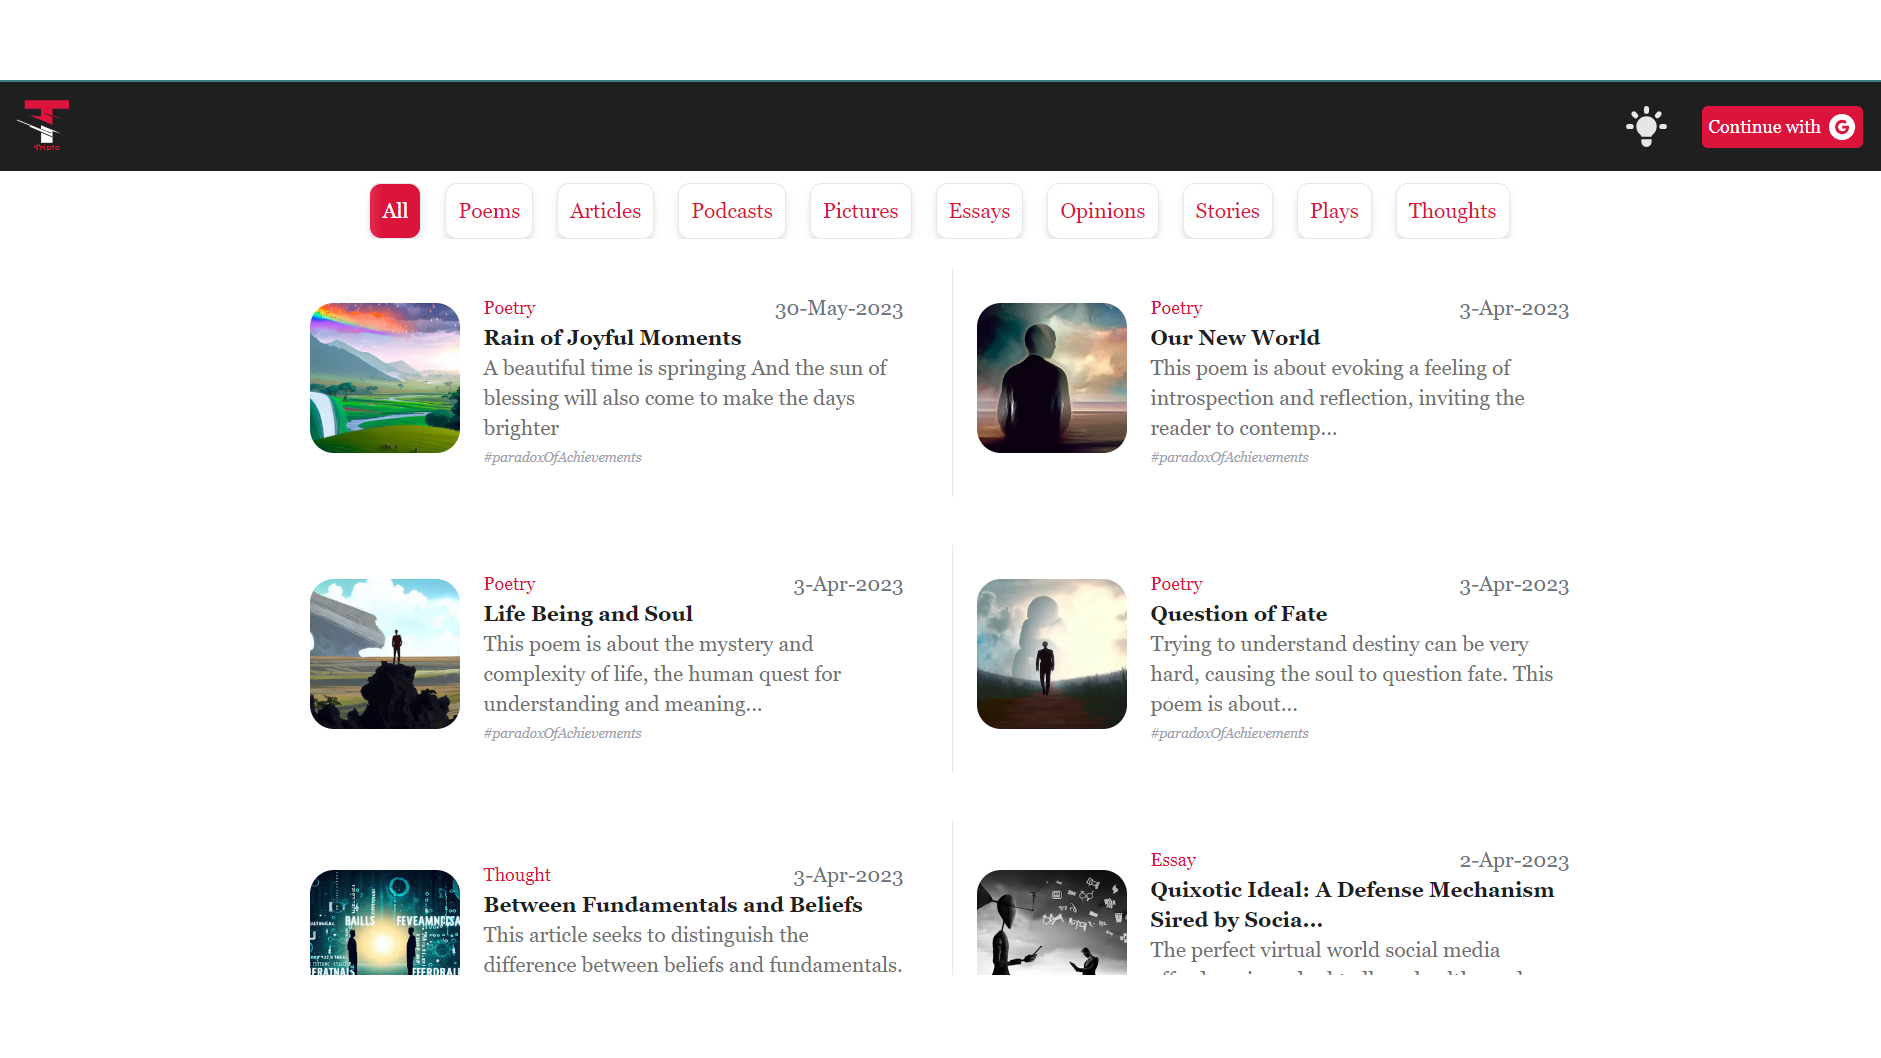 Tripto
Continue with G
All Poems Articles Podcasts Pictures Essays Opinions Stories Plays Thoughts
Poetry 30-May-2023
Rain of Joyful Moments
A beautiful time is springing And the sun of
blessing will also come to make the days
brighter
#paradoxOfAchievements
Poetry 3-Apr-2023
Our New World
This poem is about evoking a feeling of
introspection and reflection, inviting the
reader to contemp...
#paradoxOfAchievements
Poetry 3-Apr-2023
Life Being and Soul
This poem is about the mystery and
complexity of life, the human quest for
understanding and meaning...
#paradoxOfAchievements
Poetry 3-Apr-2023
Question of Fate
Trying to understand destiny can be very
hard, causing the soul to question fate. This
poem is about...
#paradoxOfAchievements
Thought 3-Apr-2023
Between Fundamentals and Beliefs
This article seeks to distinguish the
difference between beliefs and fundamentals.
BAILLS
Essay 2-Apr-2023
Quixotic Ideal: A Defense Mechanism
Sired by Socia...
The perfect virtual world social media